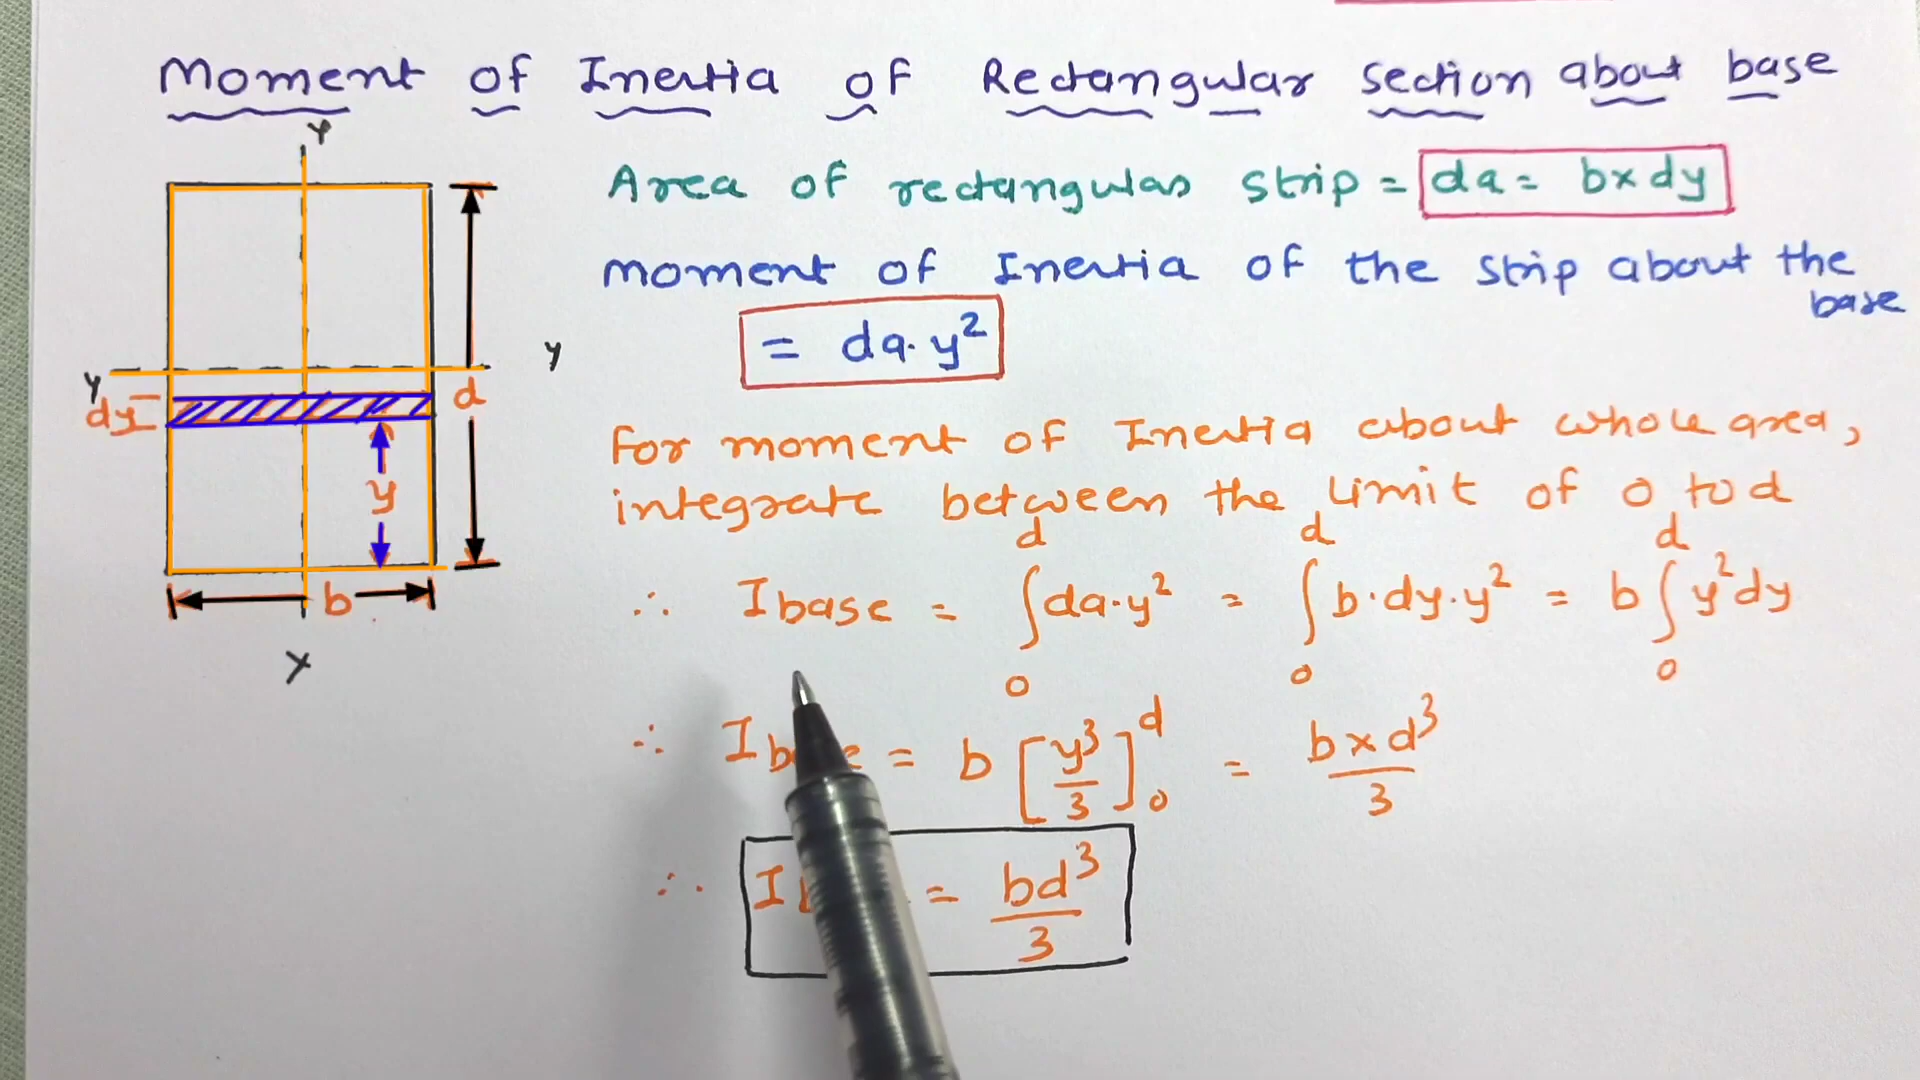 Moment of Inertia of Rectangular section about base
Y
Area of rectangular strip = da = b x dy
Moment of Inertia of the strip about the base
= da. y²
y
y
dy
d
y
b
X
For moment of Inertia about whole area,
integrate between the limit of 0 to d
∴ Ibase = ∫₀ᵈ da.y² = ∫₀ᵈ b.dy.y² = b ∫₀ᵈ y² dy
∴ I = b [y³/3]₀ᵈ = b x d³/3
∴ I = bd³/3